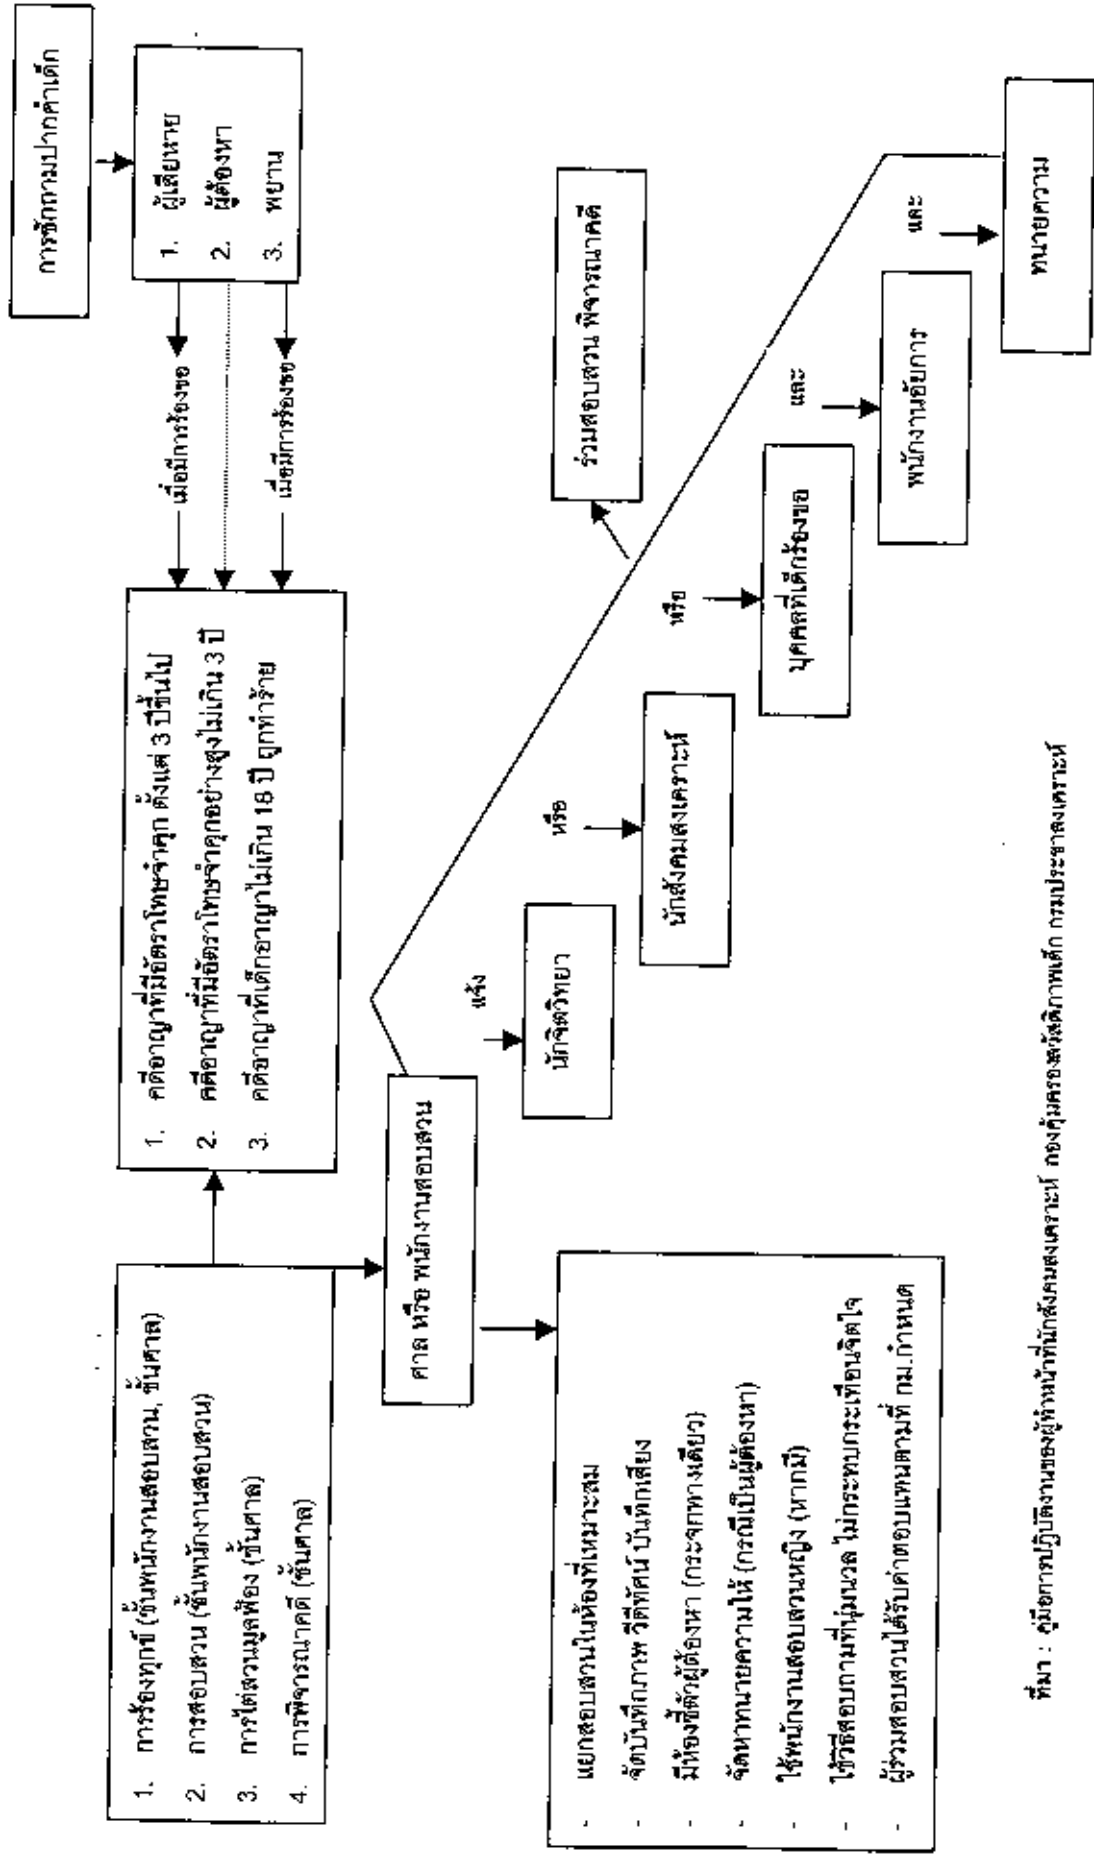 การซักถามปากคำเด็ก
1. ผู้เสียหาย
2. ผู้ต้องหา
3. พยาน
เมื่อมีการร้องขอ
เมื่อมีการร้องขอ
1. คดีอาญาที่มีอัตราโทษจำคุก ตั้งแต่ 3 ปีขึ้นไป
2. คดีอาญาที่มีอัตราโทษจำคุกอย่างสูงไม่เกิน 3 ปี
3. คดีอาญาที่เด็กอายุไม่เกิน 18 ปี ถูกทำร้าย
1. การร้องทุกข์ (ชั้นพนักงานสอบสวน, ชั้นศาล)
2. การสอบสวน (ชั้นพนักงานสอบสวน)
3. การไต่สวนมูลฟ้อง (ชั้นศาล)
4. การพิจารณาคดี (ชั้นศาล)
ศาล หรือ พนักงานสอบสวน
แจ้ง
นักจิตวิทยา
หรือ
นักสังคมสงเคราะห์
หรือ
บุคคลที่เด็กร้องขอ
และ
พนักงานอัยการ
และ
ทนายความ
ร่วมสอบสวน พิจารณาคดี
- แยกสอบสวนในห้องที่เหมาะสม
- จัดบันทึกภาพ วีดีทัศน์ บันทึกเสียง
- มีห้องชี้ตัวผู้ต้องหา (กระจกทางเดียว)
- จัดหาทนายความให้ (กรณีเป็นผู้ต้องหา)
- ใช้พนักงานสอบสวนหญิง (หากมี)
- ใช้วิธีสอบถามที่นุ่มนวล ไม่กระทบกระเทือนจิตใจ
- ผู้ร่วมสอบสวนได้รับค่าตอบแทนตามที่ กม.กำหนด
ที่มา : คู่มือการปฏิบัติงานของผู้ทำหน้าที่นักสังคมสงเคราะห์ กองคุ้มครองสวัสดิภาพเด็ก กรมประชาสงเคราะห์